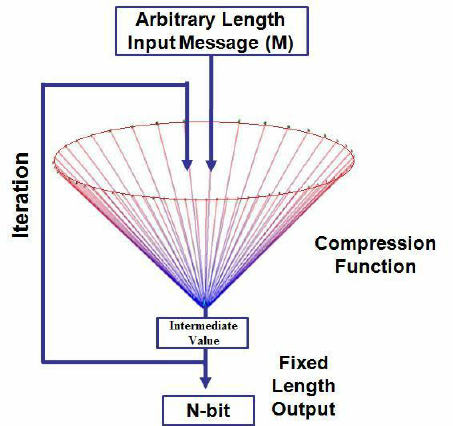 Arbitrary Length
Input Message (M)
Iteration
Compression
Function
Intermediate
Value
Fixed
Length
Output
N-bit